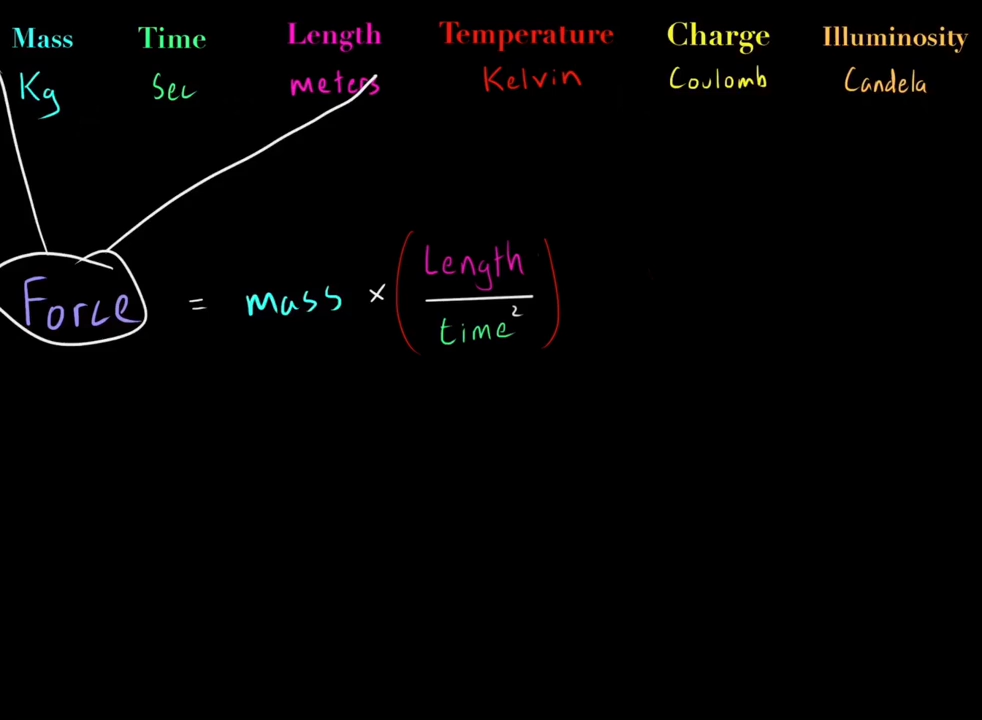 Mass Time Length Temperature Charge Illuminosity
Kg Sec meters Kelvin Coulomb Candela
Force = mass × (Length / time²)